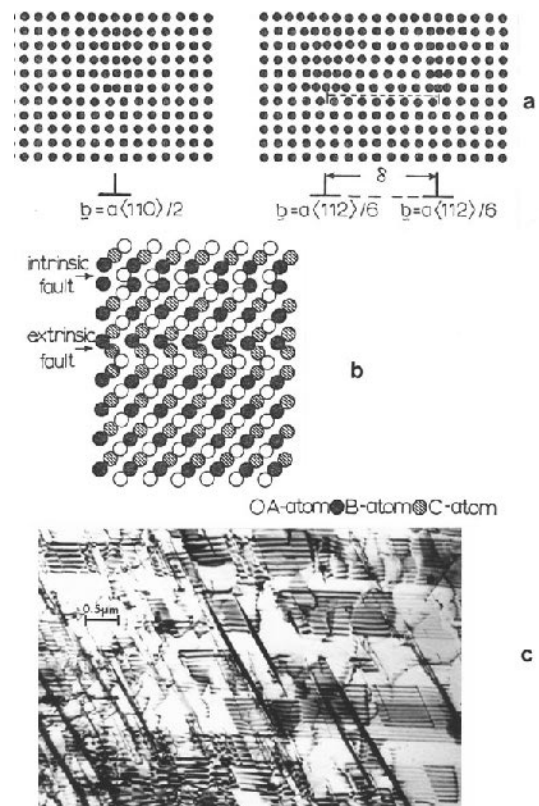 a
δ
b=a⟨110⟩/2
b=a⟨112⟩/6
b=a⟨112⟩/6
intrinsic
fault
extrinsic
fault
b
A-atom B-atom C-atom
0.5µm
c